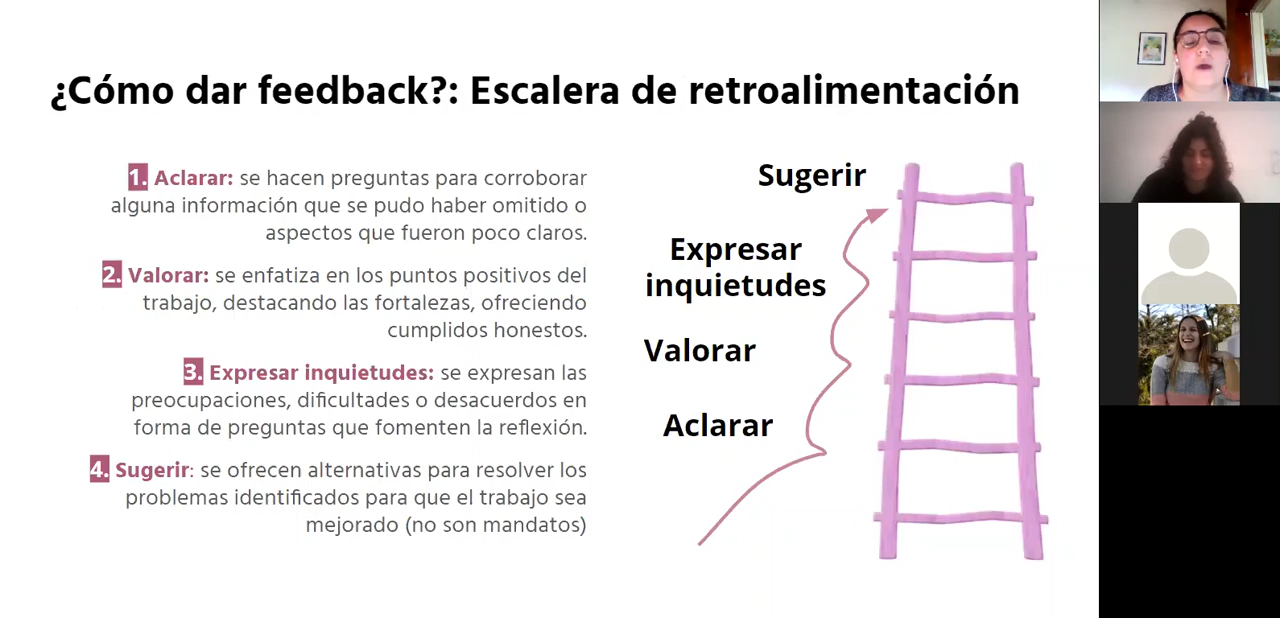 ¿Cómo dar feedback?: Escalera de retroalimentación
1. Aclarar: se hacen preguntas para corroborar
alguna información que se pudo haber omitido o
aspectos que fueron poco claros.
2. Valorar: se enfatiza en los puntos positivos del
trabajo, destacando las fortalezas, ofreciendo
cumplidos honestos.
3. Expresar inquietudes: se expresan las
preocupaciones, dificultades o desacuerdos en
forma de preguntas que fomenten la reflexión.
4. Sugerir: se ofrecen alternativas para resolver los
problemas identificados para que el trabajo sea
mejorado (no son mandatos)
Sugerir
Expresar
inquietudes
Valorar
Aclarar